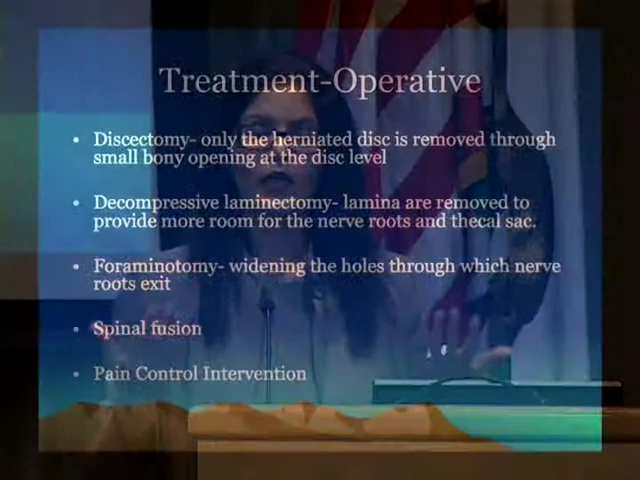 Treatment-Operative
• Discectomy- only the herniated disc is removed through
small bony opening at the disc level
• Decompressive laminectomy- lamina are removed to
provide more room for the nerve roots and thecal sac.
• Foraminotomy- widening the holes through which nerve
roots exit
• Spinal fusion
• Pain Control Intervention